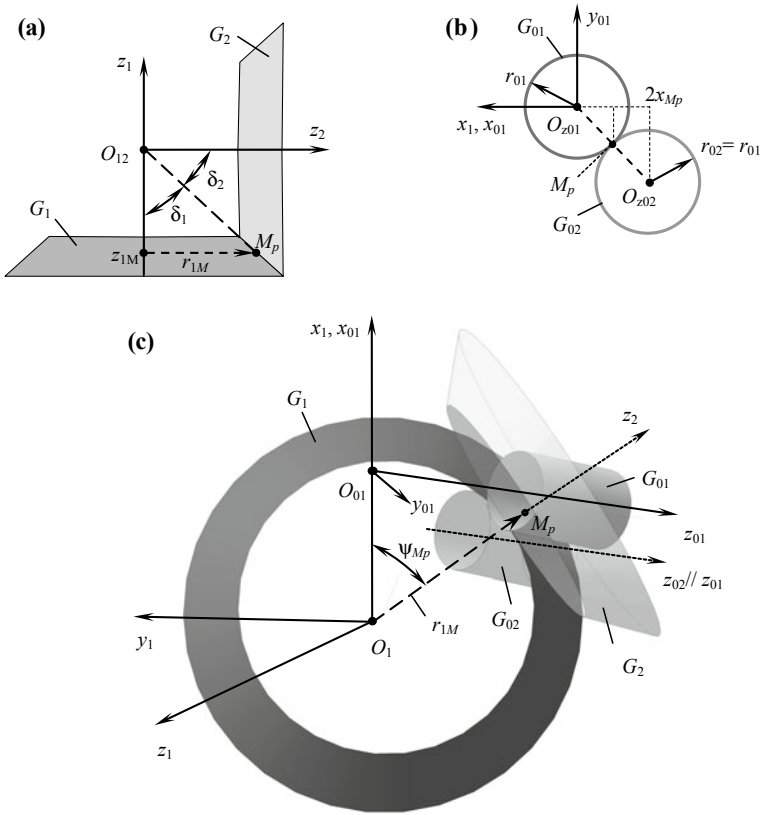 (a)
G2
z1
z2
O12
δ2
δ1
G1
z1M
r1M
Mp
(b)
y01
G01
r01
2xMp
x1, x01
Oz01
r02= r01
Mp
Oz02
G02
(c)
x1, x01
G1
z2
O01
G01
y01
Mp
z01
ΨMp
z02// z01
G02
r1M
y1
O1
G2
z1